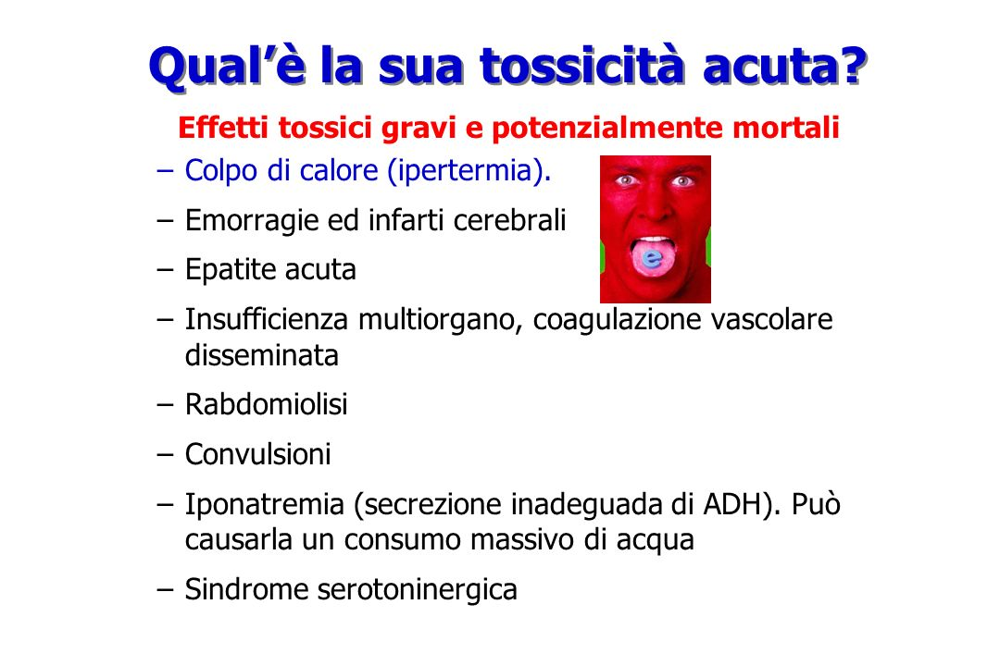 Qual’è la sua tossicità acuta?
Effetti tossici gravi e potenzialmente mortali
– Colpo di calore (ipertermia).
– Emorragie ed infarti cerebrali
e
– Epatite acuta
– Insufficienza multiorgano, coagulazione vascolare
disseminata
– Rabdomiolisi
– Convulsioni
– Iponatremia (secrezione inadeguada di ADH). Può
causarla un consumo massivo di acqua
– Sindrome serotoninergica